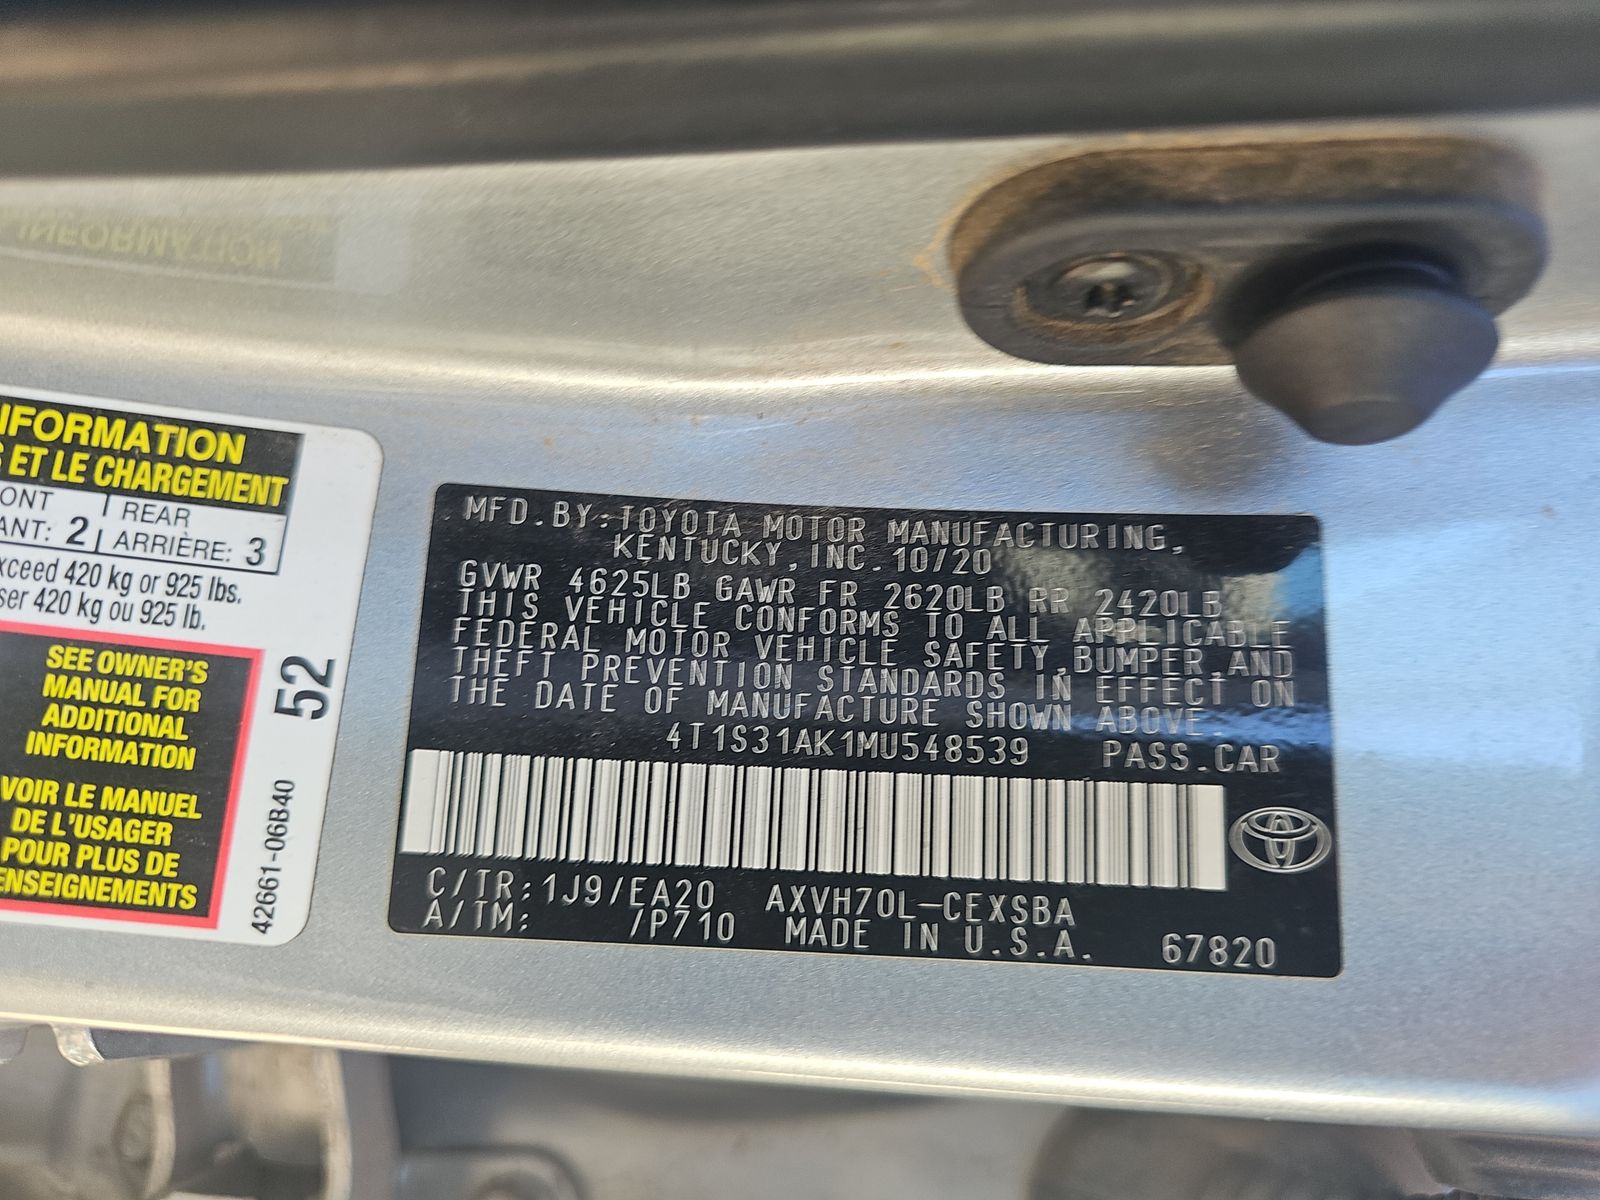 INFORMATION
ET LE CHARGEMENT
REAR
ANT: 2 ARRIÈRE: 3
xceed 420 kg or 925 lbs.
ser 420 kg ou 925 lb.
SEE OWNER'S
MANUAL FOR
ADDITIONAL
INFORMATION
VOIR LE MANUEL
DE L'USAGER
POUR PLUS DE
ENSEIGNEMENTS
52
42661-06B40
MFD.BY:TOYOTA MOTOR MANUFACTURING,
KENTUCKY,INC.10/20
GVWR 4625LB GAWR FR 2620LB RR 2420LB
THIS VEHICLE CONFORMS TO ALL APPLICABLE
FEDERAL MOTOR VEHICLE SAFETY,BUMPER,AND
THEFT PREVENTION STANDARDS IN EFFECT ON
THE DATE OF MANUFACTURE SHOWN ABOVE.
4T1S31AK1MU548539 PASS.CAR
C/TR:1J9/EA20 AXVH70L-CEXSBA
A/TM: /P710 MADE IN U.S.A. 67820